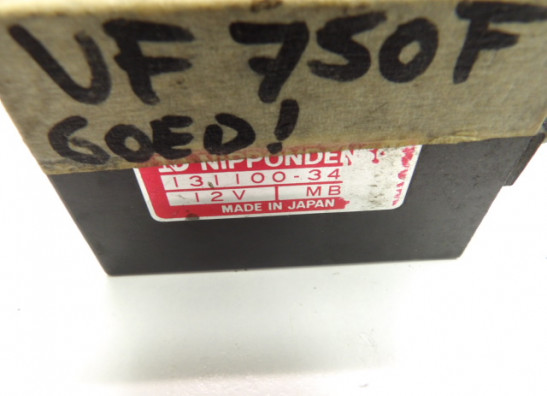 VF 750F
GOED!
NIPPONDEN
131100-34
12V MB
MADE IN JAPAN